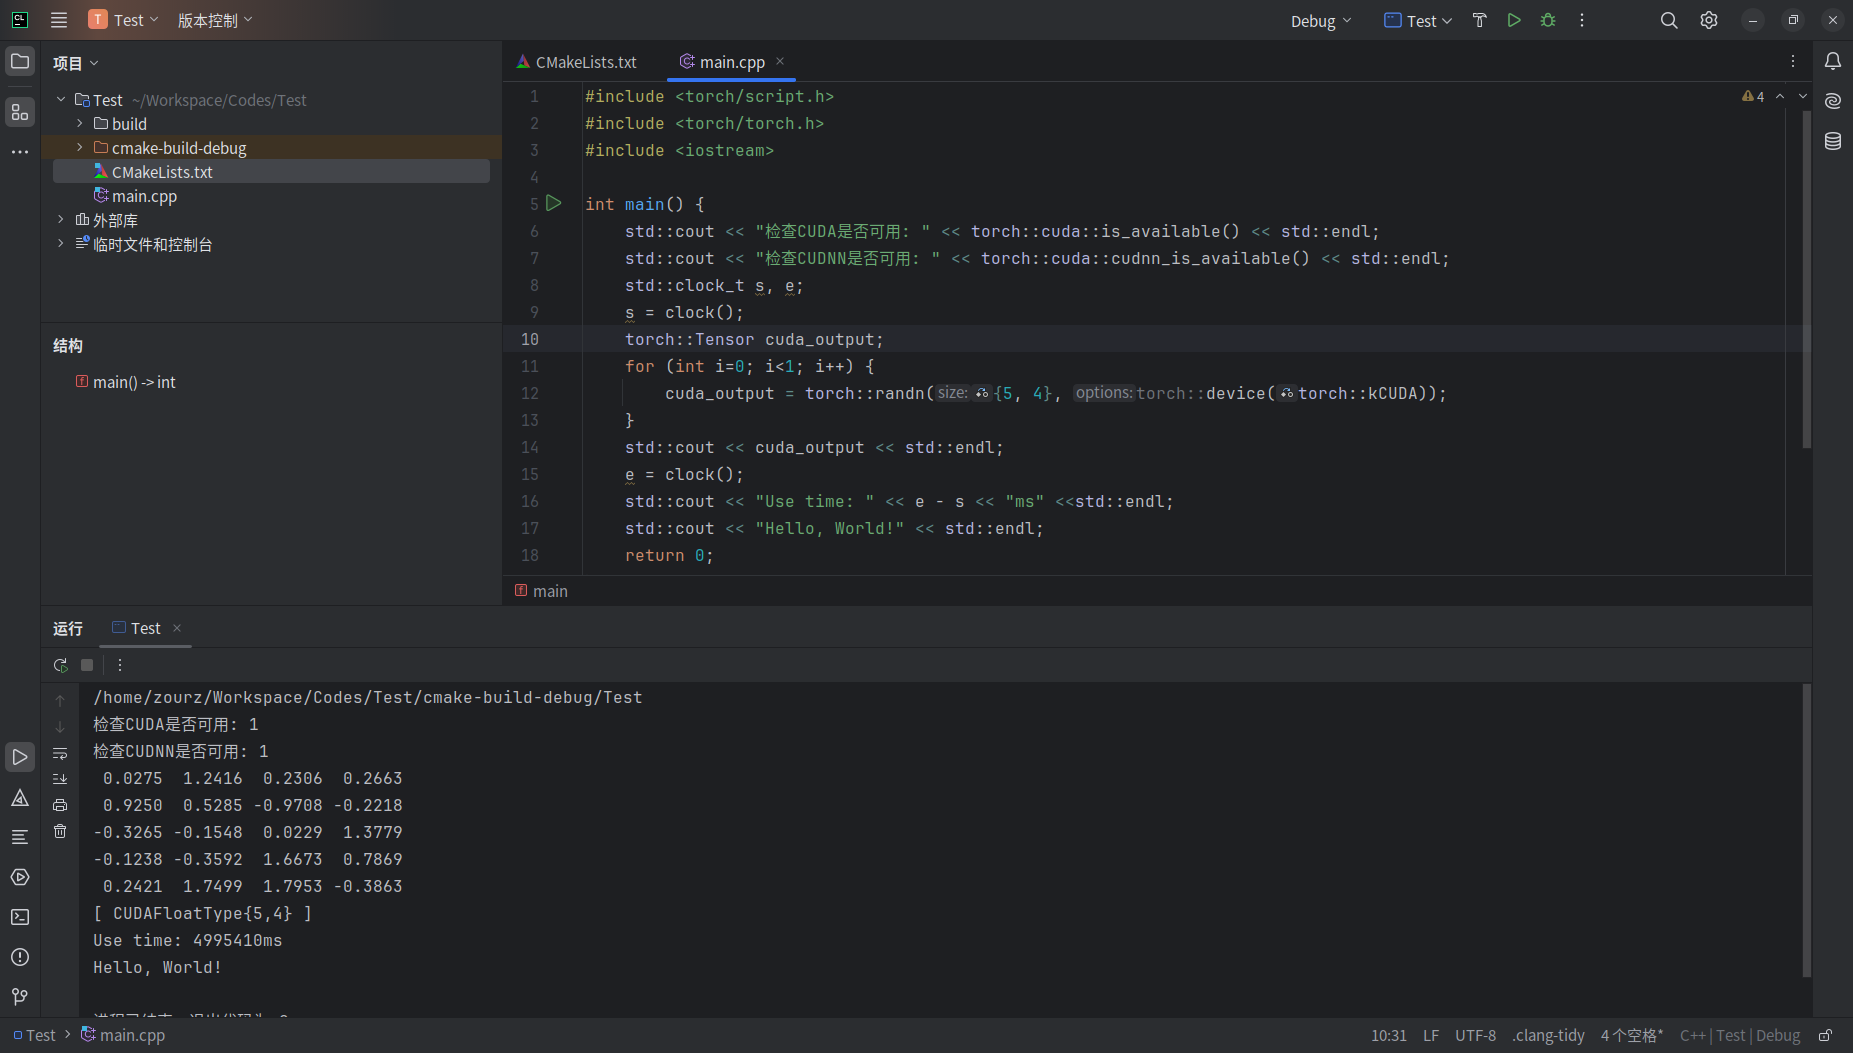 CL
T Test 版本控制
Debug Test
项目
Test ~/Workspace/Codes/Test
build
cmake-build-debug
CMakeLists.txt
main.cpp
外部库
临时文件和控制台
结构
f main() -> int
CMakeLists.txt main.cpp
4
1 #include <torch/script.h>
2 #include <torch/torch.h>
3 #include <iostream>
4
5 int main() {
6 std::cout << "检查CUDA是否可用: " << torch::cuda::is_available() << std::endl;
7 std::cout << "检查CUDNN是否可用: " << torch::cuda::cudnn_is_available() << std::endl;
8 std::clock_t s, e;
9 s = clock();
10 torch::Tensor cuda_output;
11 for (int i=0; i<1; i++) {
12 cuda_output = torch::randn( size: {5, 4}, options: torch::device( torch::kCUDA));
13 }
14 std::cout << cuda_output << std::endl;
15 e = clock();
16 std::cout << "Use time: " << e - s << "ms" <<std::endl;
17 std::cout << "Hello, World!" << std::endl;
18 return 0;
f main
运行 Test
/home/zourz/Workspace/Codes/Test/cmake-build-debug/Test
检查CUDA是否可用: 1
检查CUDNN是否可用: 1
0.0275 1.2416 0.2306 0.2663
0.9250 0.5285 -0.9708 -0.2218
-0.3265 -0.1548 0.0229 1.3779
-0.1238 -0.3592 1.6673 0.7869
0.2421 1.7499 1.7953 -0.3863
[ CUDAFloatType{5,4} ]
Use time: 4995410ms
Hello, World!
Test main.cpp
10:31 LF UTF-8 .clang-tidy 4 个空格* C++ | Test | Debug